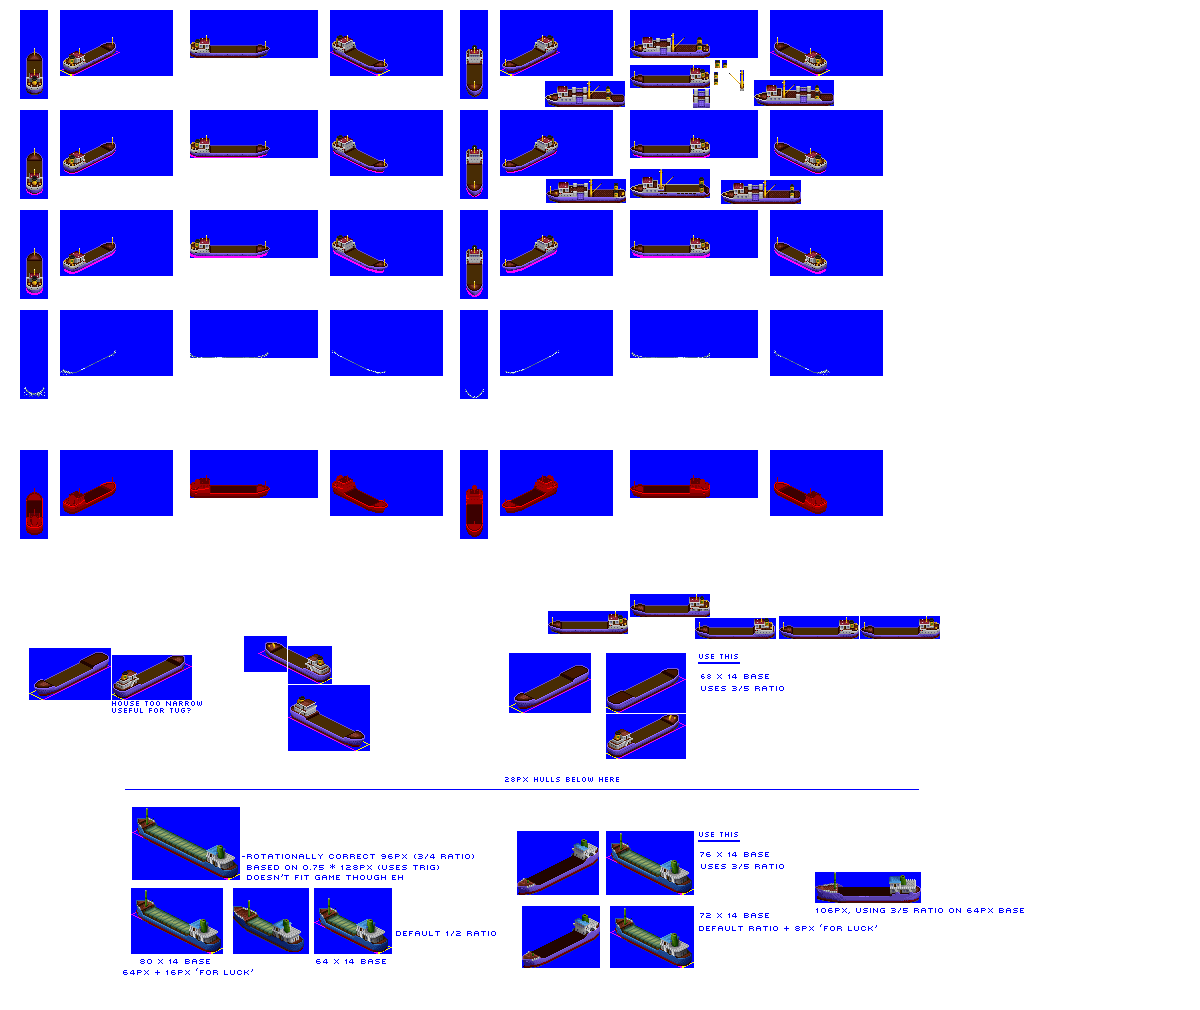 USE THIS
68 X 14 BASE
USES 3/5 RATIO
HOUSE TOO NARROW
USEFUL FOR TUG?
28PX HULLS BELOW HERE
USE THIS
76 X 14 BASE
USES 3/5 RATIO
-ROTATIONALLY CORRECT 96PX (3/4 RATIO)
BASED ON 0.75 * 128PX (USES TRIG)
DOESN'T FIT GAME THOUGH EH
106PX, USING 3/5 RATIO ON 64PX BASE
72 X 14 BASE
DEFAULT RATIO + 8PX 'FOR LUCK'
DEFAULT 1/2 RATIO
80 X 14 BASE
64PX + 16PX 'FOR LUCK'
64 X 14 BASE